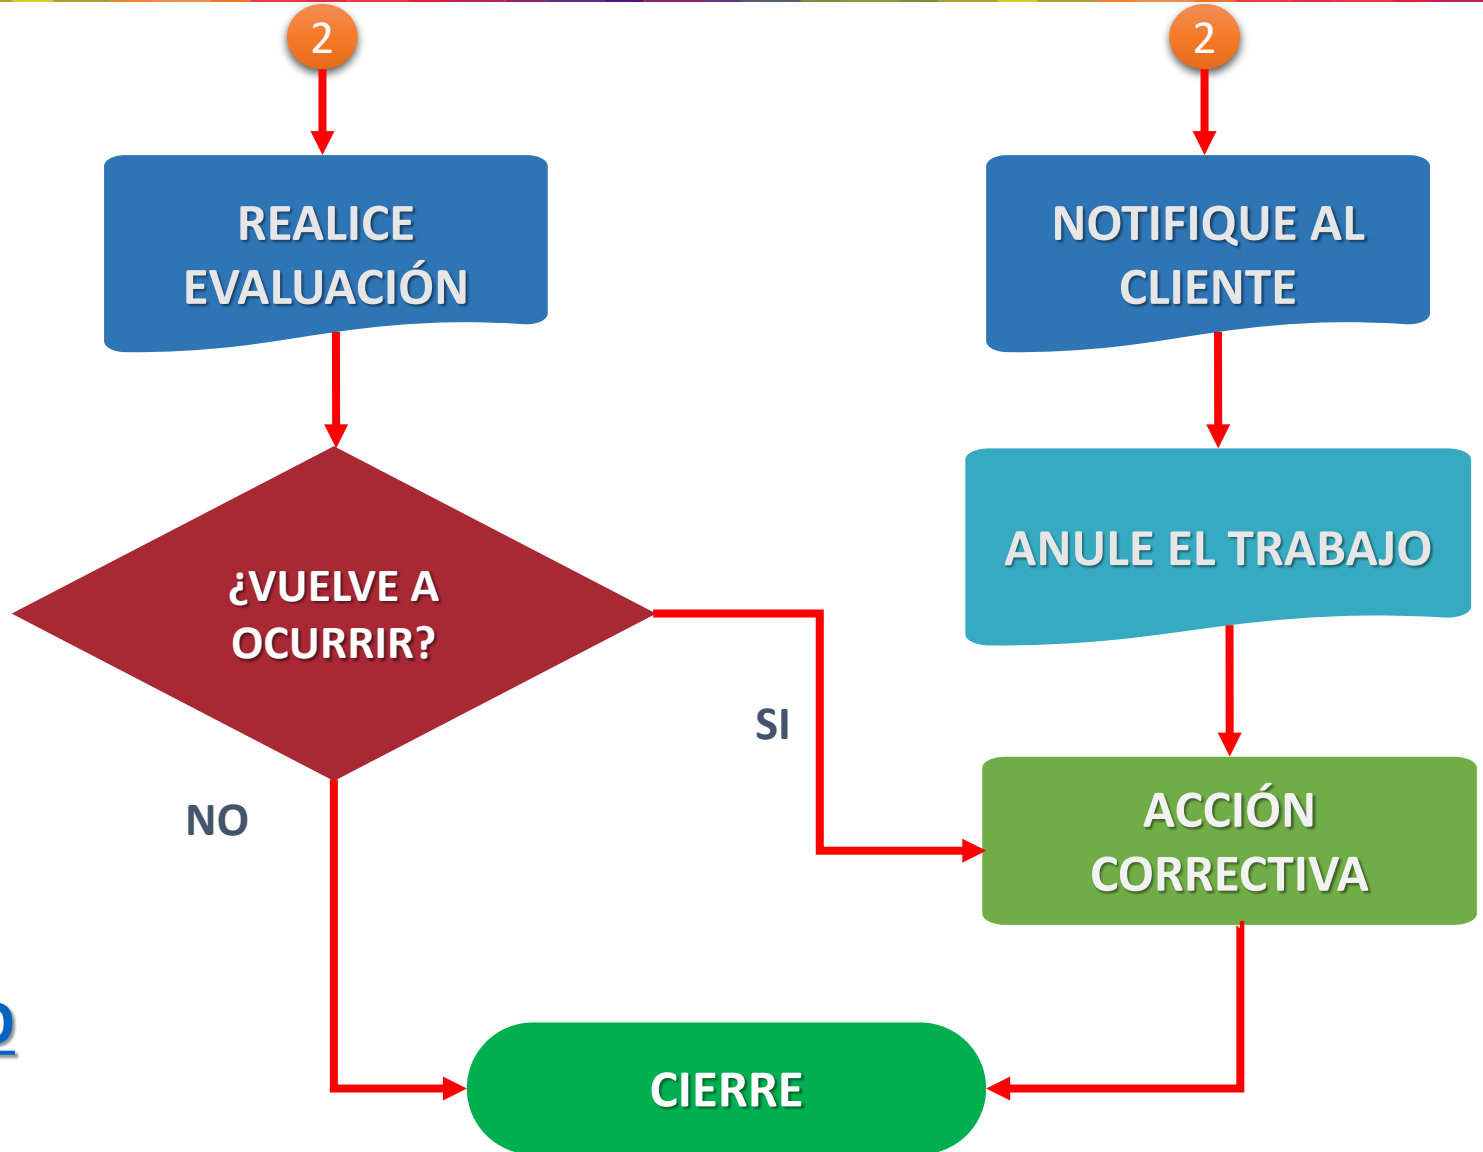 2
2
REALICE
EVALUACIÓN
NOTIFIQUE AL
CLIENTE
ANULE EL TRABAJO
¿VUELVE A
OCURRIR?
SI
NO
ACCIÓN
CORRECTIVA
CIERRE